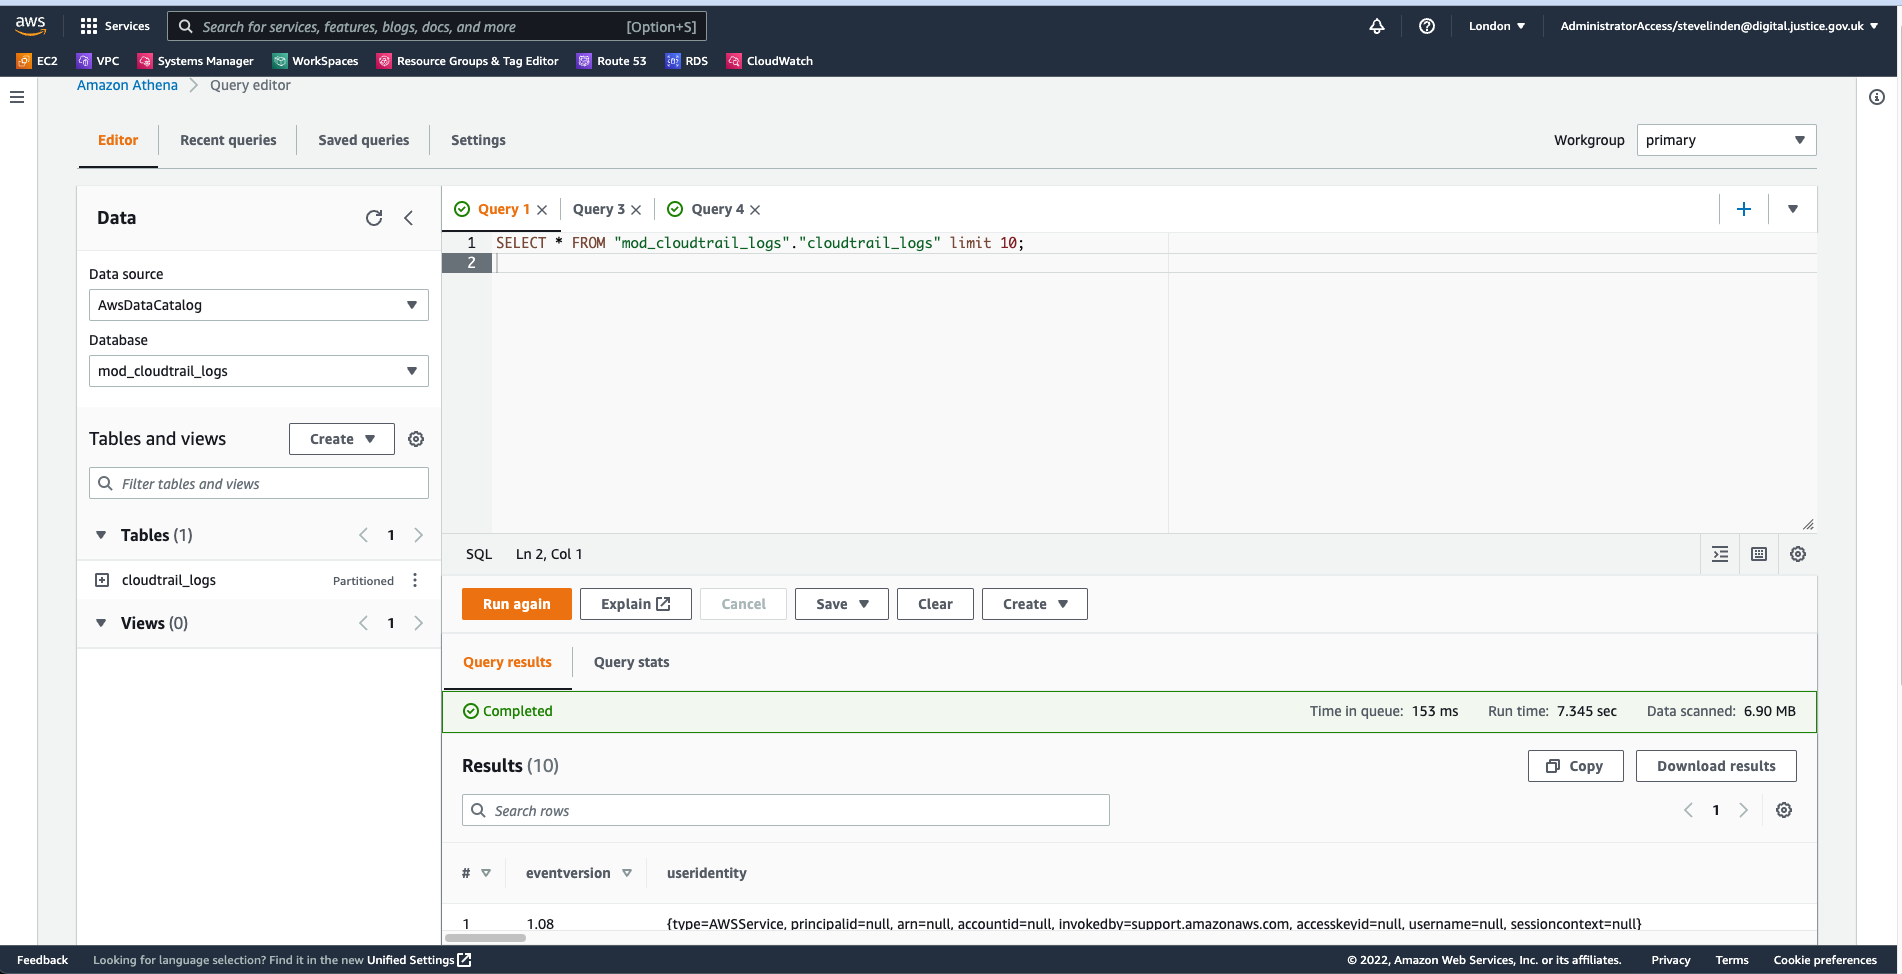 aws Services Search for services, features, blogs, docs, and more [Option+S] London ▼ AdministratorAccess/stevelinden@digital.justice.gov.uk ▼
EC2 VPC Systems Manager WorkSpaces Resource Groups & Tag Editor Route 53 RDS CloudWatch
Amazon Athena > Query editor
Editor Recent queries Saved queries Settings Workgroup primary
Data
Query 1 × Query 3 × Query 4 ×
1 SELECT * FROM "mod_cloudtrail_logs"."cloudtrail_logs" limit 10;
2
Data source
AwsDataCatalog
Database
mod_cloudtrail_logs
Tables and views Create
Filter tables and views
Tables (1) < 1 >
cloudtrail_logs Partitioned
Views (0) < 1 >
SQL Ln 2, Col 1
Run again Explain Cancel Save Clear Create
Query results Query stats
Completed Time in queue: 153 ms Run time: 7.345 sec Data scanned: 6.90 MB
Results (10) Copy Download results
Search rows < 1 >
# eventversion useridentity
1 1.08 {type=AWSService, principalid=null, arn=null, accountid=null, invokedby=support.amazonaws.com, accesskeyid=null, username=null, sessioncontext=null}
Feedback Looking for language selection? Find it in the new Unified Settings © 2022, Amazon Web Services, Inc. or its affiliates. Privacy Terms Cookie preferences